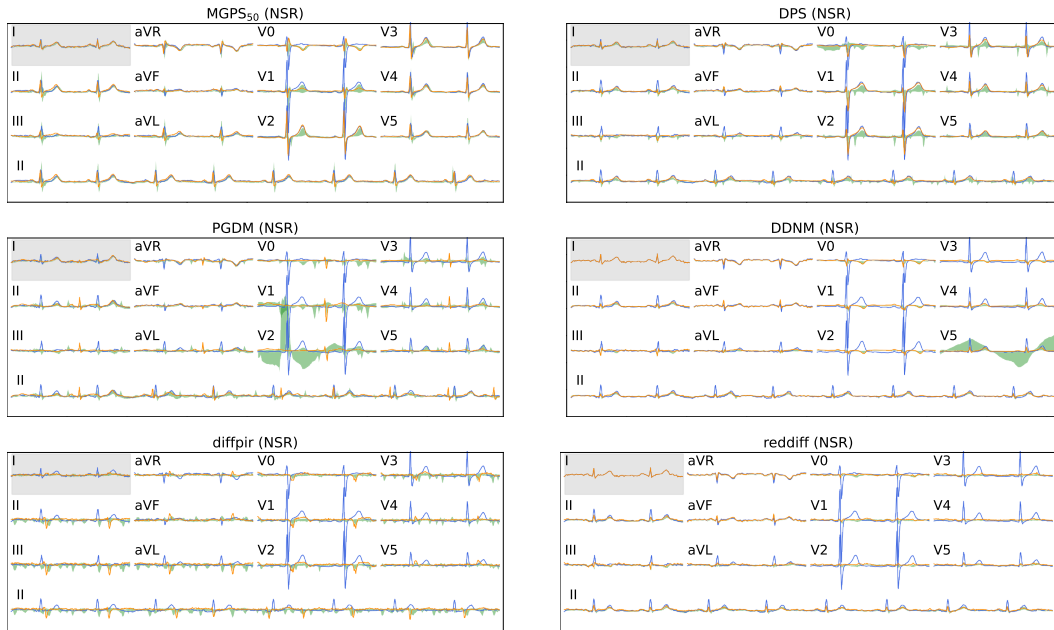 MGPS50 (NSR)
I aVR V0 V3
II aVF V1 V4
III aVL V2 V5
II
DPS (NSR)
I aVR V0 V3
II aVF V1 V4
III aVL V2 V5
II
PGDM (NSR)
I aVR V0 V3
II aVF V1 V4
III aVL V2 V5
II
DDNM (NSR)
I aVR V0 V3
II aVF V1 V4
III aVL V2 V5
II
diffpir (NSR)
I aVR V0 V3
II aVF V1 V4
III aVL V2 V5
II
reddiff (NSR)
I aVR V0 V3
II aVF V1 V4
III aVL V2 V5
II